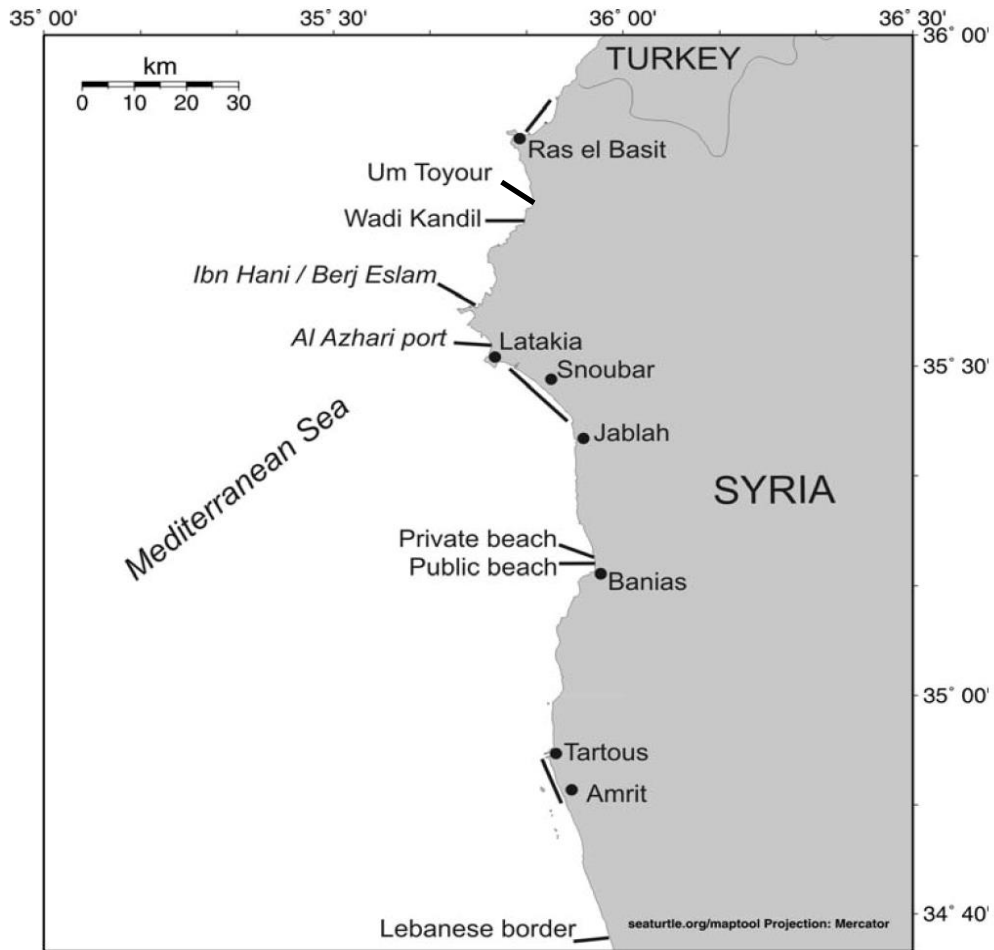 35° 00'
35° 30'
36° 00'
36° 30'
36° 00'
km
0 10 20 30
TURKEY
Ras el Basit
Um Toyour
Wadi Kandil
Ibn Hani / Berj Eslam
Al Azhari port
Latakia
Snoubar
35° 30'
Jablah
Mediterranean Sea
SYRIA
Private beach
Public beach
Banias
35° 00'
Tartous
Amrit
34° 40'
Lebanese border
seaturtle.org/maptool Projection: Mercator